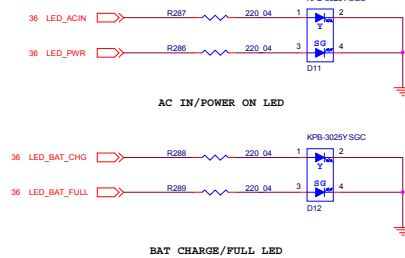 36 LED_ACIN R287 220_04 1 2
Y
36 LED_PWR R286 220_04 3 SG 4
D11
AC IN/POWER ON LED
KPB-3025YSGC
36 LED_BAT_CHG R288 220_04 1 2
Y
36 LED_BAT_FULL R289 220_04 3 SG 4
D12
BAT CHARGE/FULL LED